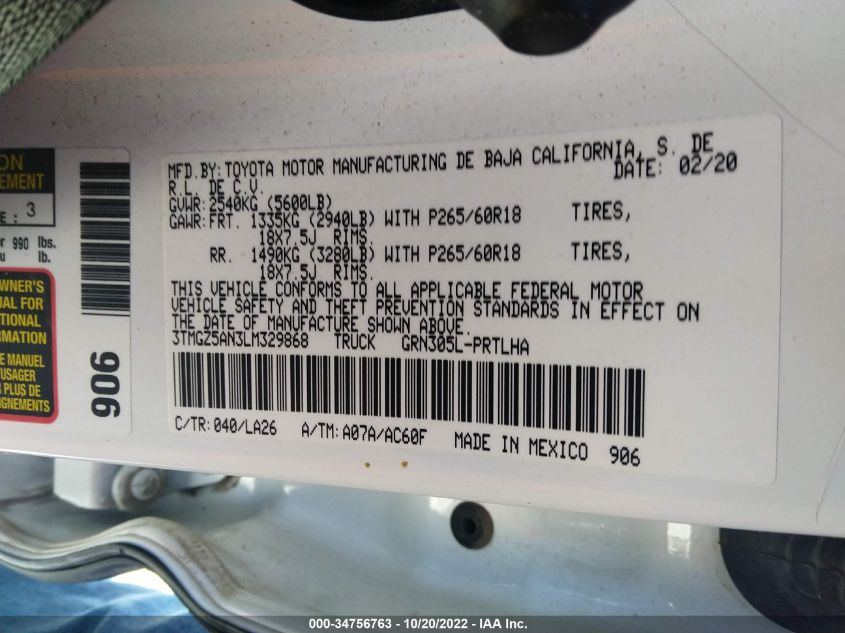 ON
EMENT
E : 3
r 990 lbs.
u lb.
WNER'S
UAL FOR
TIONAL
RMATION
E MANUEL
'USAGER
R PLUS DE
IGNEMENTS
906
MFD.BY:TOYOTA MOTOR MANUFACTURING DE BAJA CALIFORNIA, S. DE
R.L. DE C.V. DATE: 02/20
GVWR:2540KG (5600LB)
GAWR:FRT. 1335KG (2940LB) WITH P265/60R18 TIRES,
18X7.5J RIMS.
RR. 1490KG (3280LB) WITH P265/60R18 TIRES,
18X7.5J RIMS.
THIS VEHICLE CONFORMS TO ALL APPLICABLE FEDERAL MOTOR
VEHICLE SAFETY AND THEFT PREVENTION STANDARDS IN EFFECT ON
THE DATE OF MANUFACTURE SHOWN ABOVE.
3TMGZ5AN3LM329868 TRUCK GRN305L-PRTLHA
C/TR:040/LA26 A/TM:A07A/AC60F MADE IN MEXICO 906
000-34756763 - 10/20/2022 - IAA Inc.